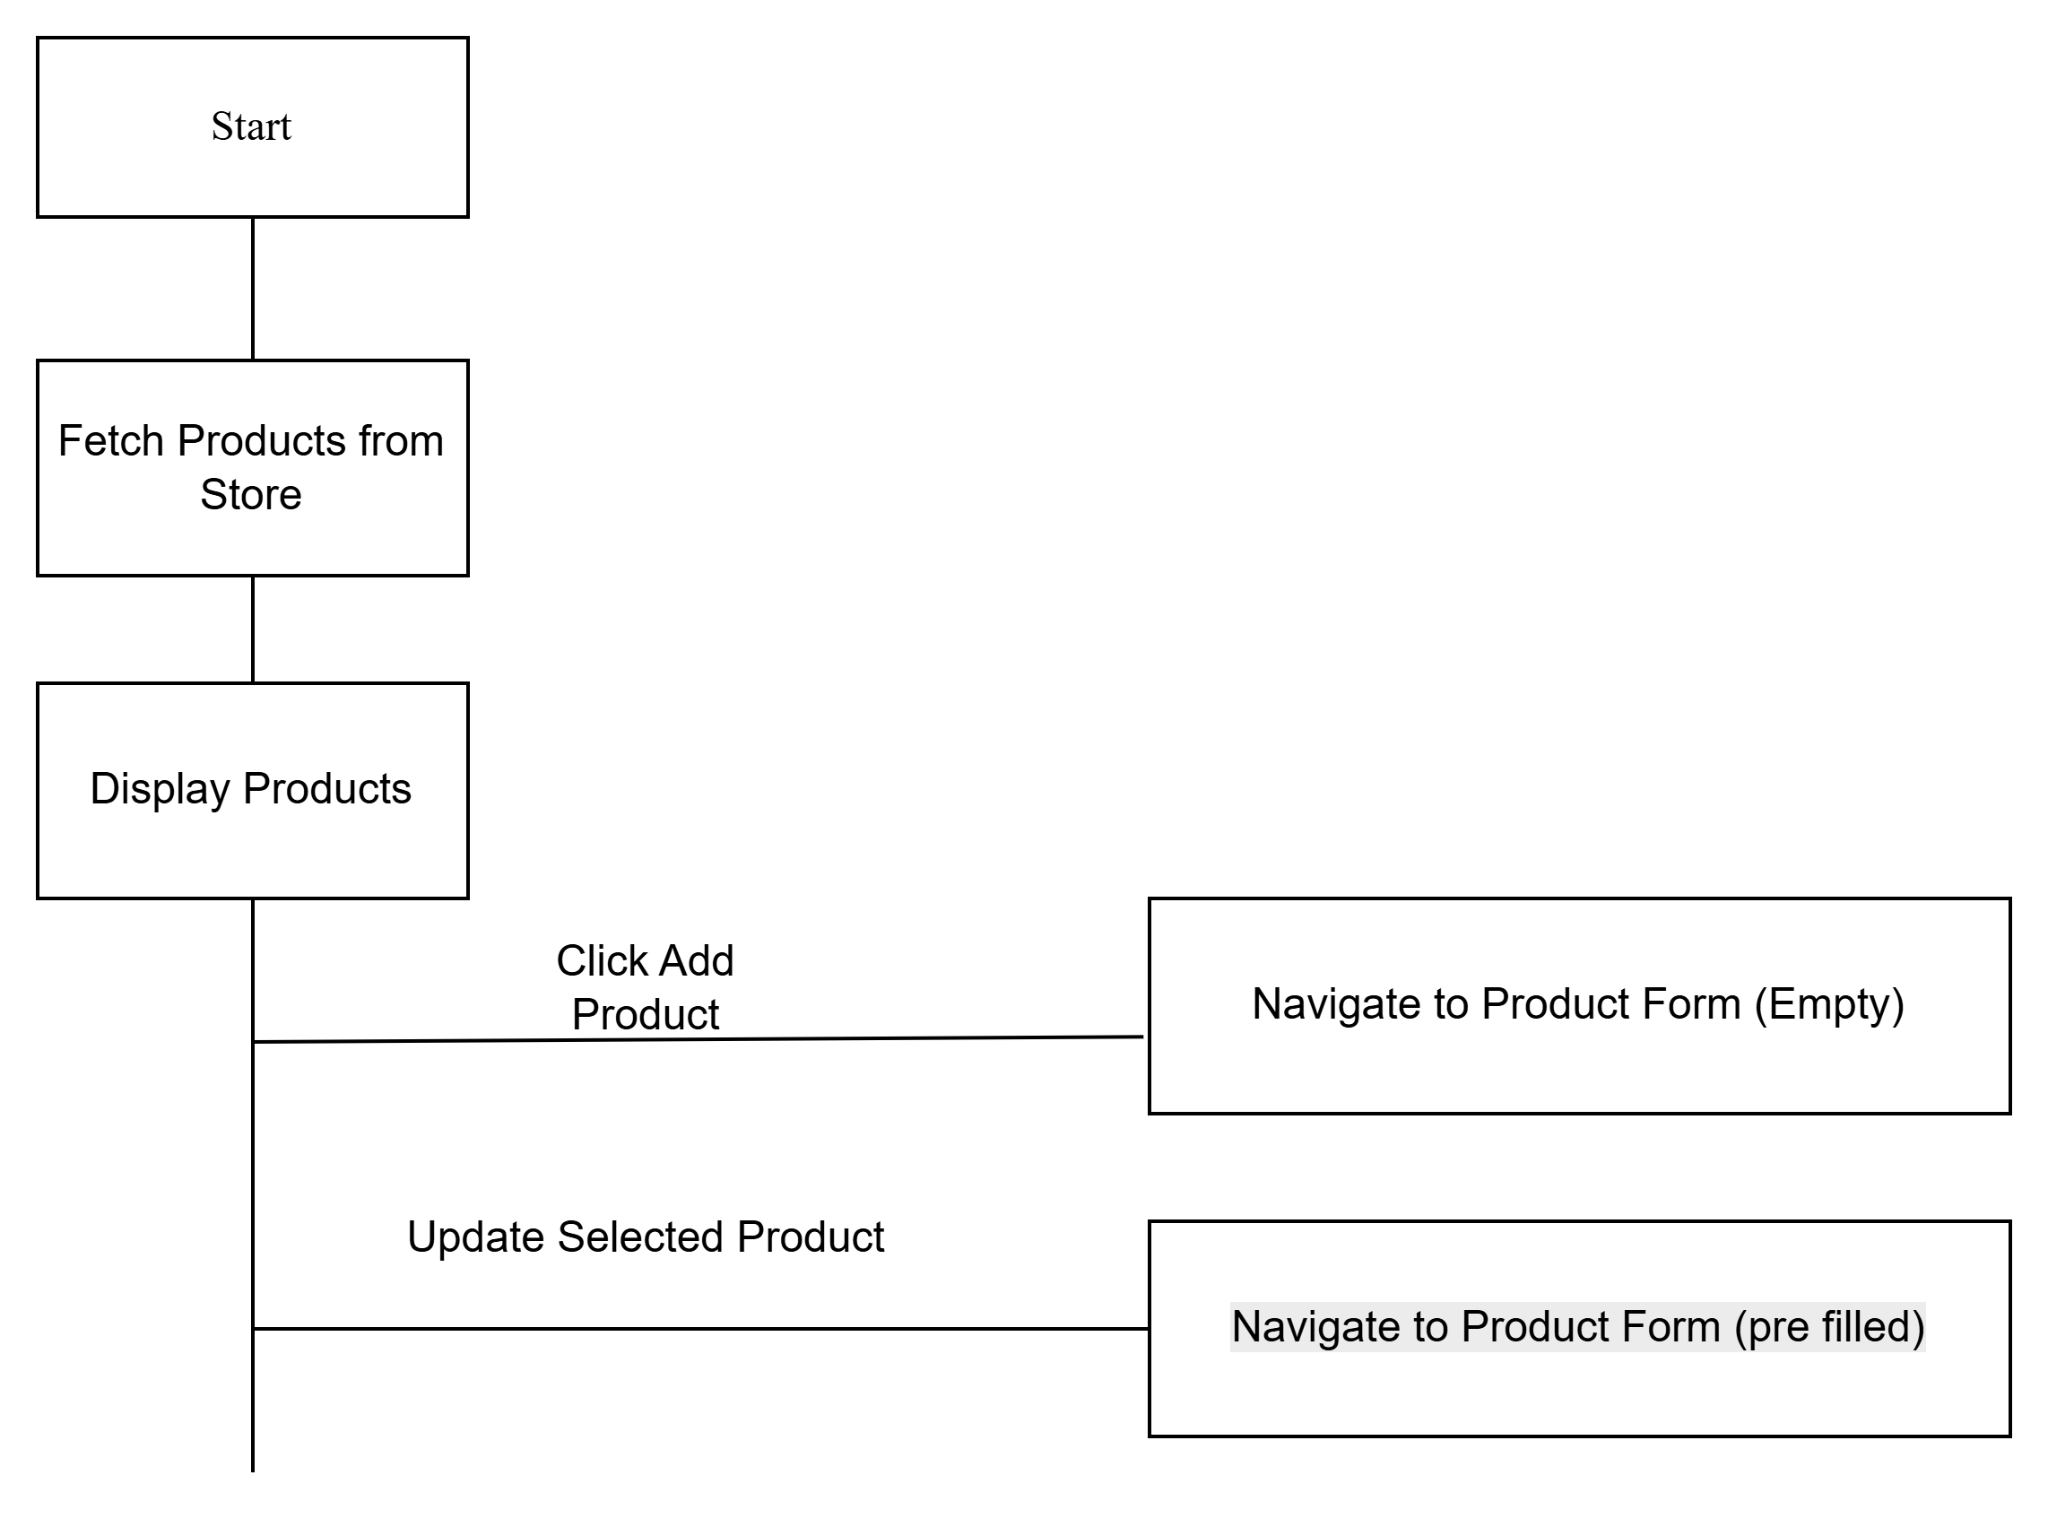 Start
Fetch Products from
Store
Display Products
Click Add
Product
Navigate to Product Form (Empty)
Update Selected Product
Navigate to Product Form (pre filled)